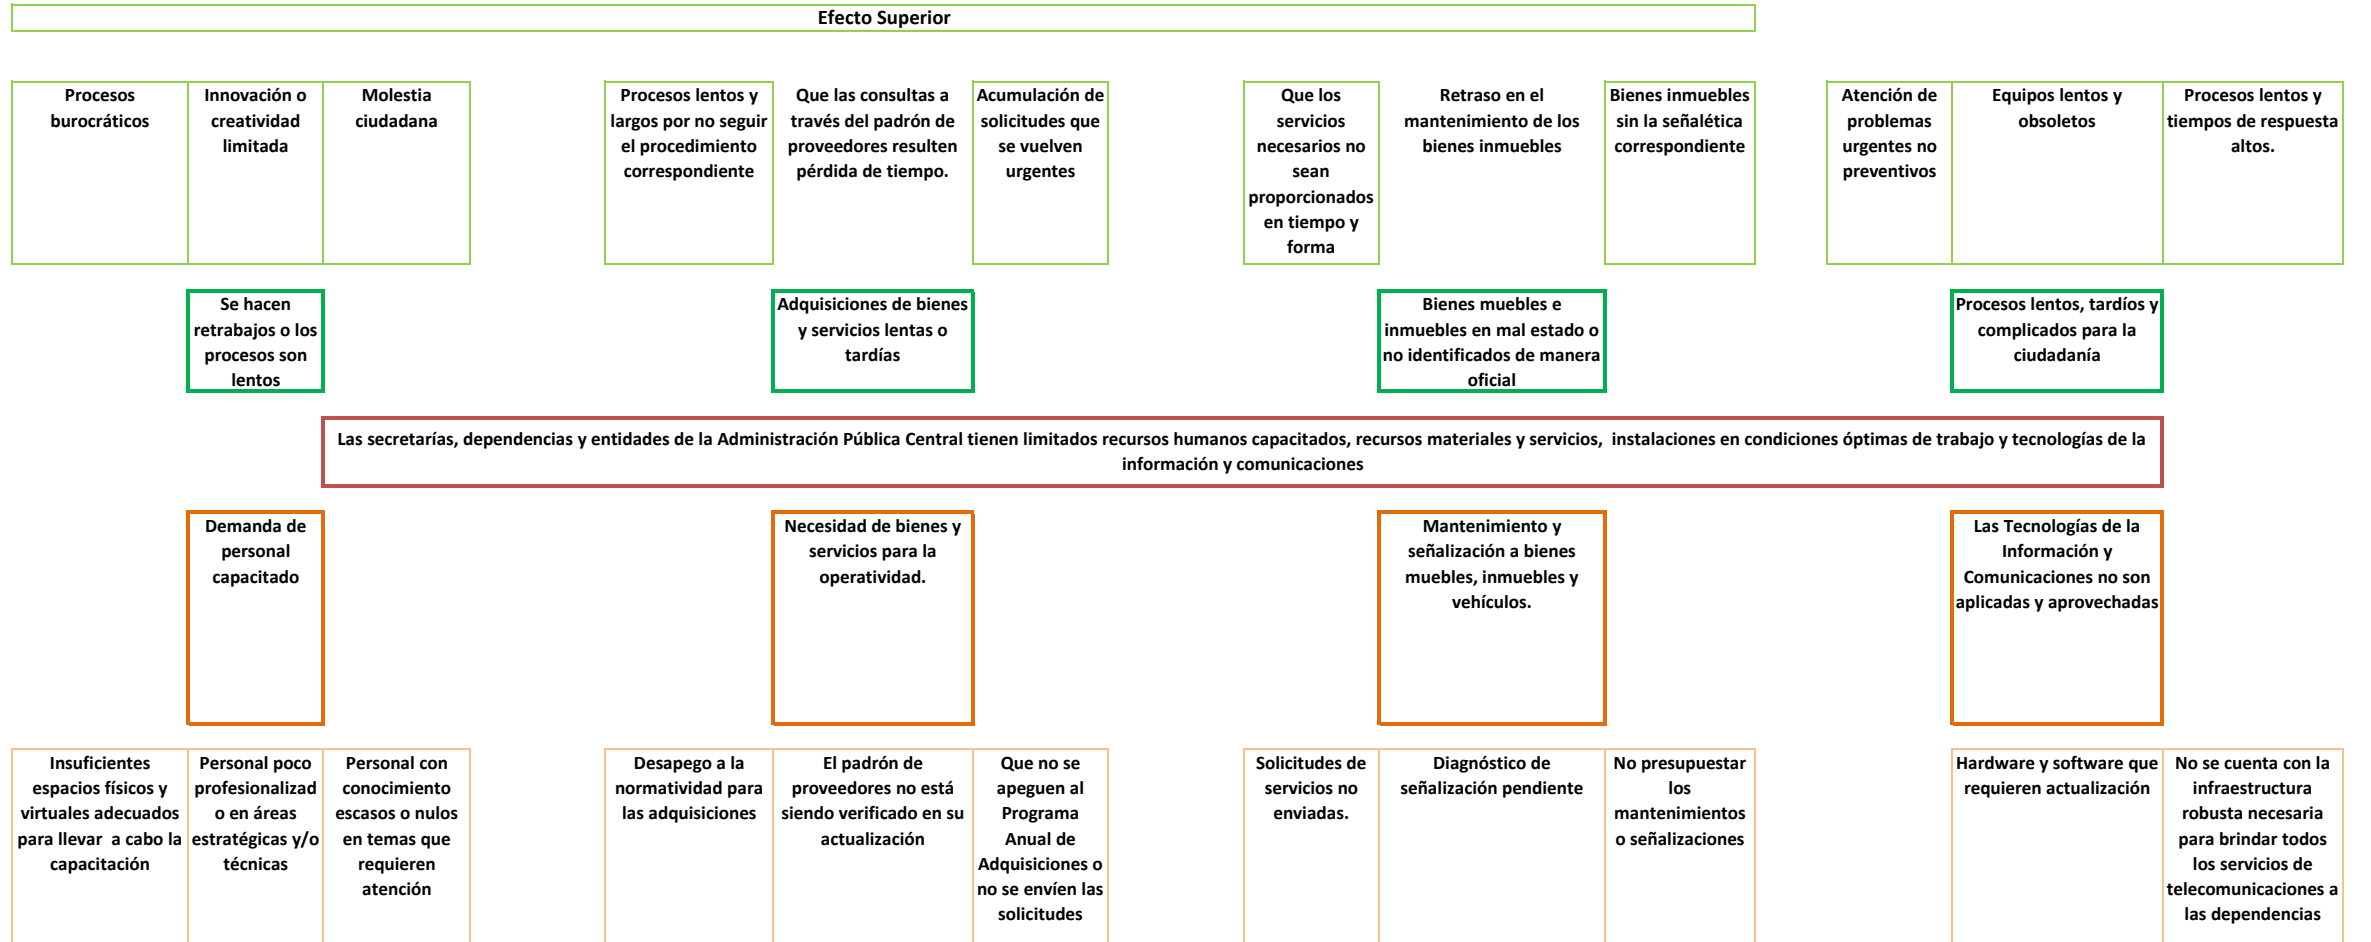 Efecto Superior
Procesos
burocráticos
Innovación o
creatividad
limitada
Molestia
ciudadana
Procesos lentos y
largos por no seguir
el procedimiento
correspondiente
Que las consultas a
través del padrón de
proveedores resulten
pérdida de tiempo.
Acumulación de
solicitudes que
se vuelven
urgentes
Que los
servicios
necesarios no
sean
proporcionados
en tiempo y
forma
Retraso en el
mantenimiento de los
bienes inmuebles
Bienes inmuebles
sin la señalética
correspondiente
Atención de
problemas
urgentes no
preventivos
Equipos lentos y
obsoletos
Procesos lentos y
tiempos de respuesta
altos.
Se hacen
retrabajos o los
procesos son
lentos
Adquisiciones de bienes
y servicios lentas o
tardías
Bienes muebles e
inmuebles en mal estado o
no identificados de manera
oficial
Procesos lentos, tardíos y
complicados para la
ciudadanía
Las secretarías, dependencias y entidades de la Administración Pública Central tienen limitados recursos humanos capacitados, recursos materiales y servicios,  instalaciones en condiciones óptimas de trabajo y tecnologías de la
información y comunicaciones
Demanda de
personal
capacitado
Necesidad de bienes y
servicios para la
operatividad.
Mantenimiento y
señalización a bienes
muebles, inmuebles y
vehículos.
Las Tecnologías de la
Información y
Comunicaciones no son
aplicadas y aprovechadas
Insuficientes
espacios físicos y
virtuales adecuados
para llevar  a cabo la
capacitación
Personal poco
profesionalizad
o en áreas
estratégicas y/o
técnicas
Personal con
conocimiento
escasos o nulos
en temas que
requieren
atención
Desapego a la
normatividad para
las adquisiciones
El padrón de
proveedores no está
siendo verificado en su
actualización
Que no se
apeguen al
Programa
Anual de
Adquisiciones o
no se envíen las
solicitudes
Solicitudes de
servicios no
enviadas.
Diagnóstico de
señalización pendiente
No presupuestar
los
mantenimientos
o señalizaciones
Hardware y software que
requieren actualización
No se cuenta con la
infraestructura
robusta necesaria
para brindar todos
los servicios de
telecomunicaciones a
las dependencias